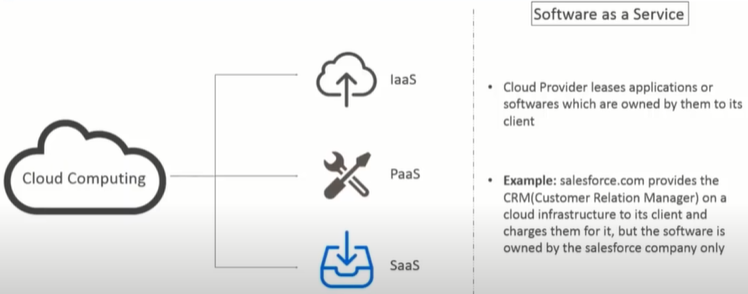 Software as a Service
IaaS
Cloud Computing
PaaS
SaaS
• Cloud Provider leases applications or
softwares which are owned by them to its
client
• Example: salesforce.com provides the
CRM(Customer Relation Manager) on a
cloud infrastructure to its client and
charges them for it, but the software is
owned by the salesforce company only